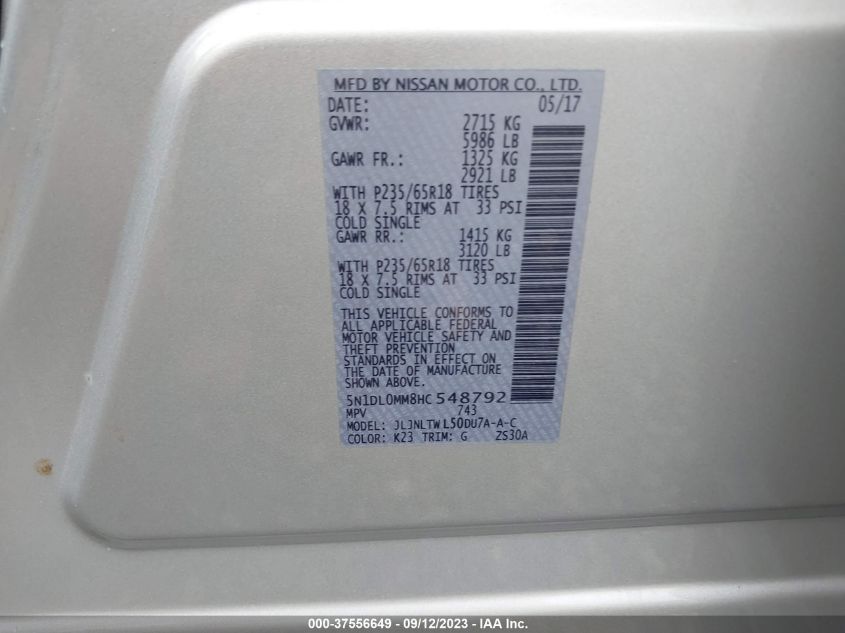 MFD BY NISSAN MOTOR CO., LTD.
DATE: 05/17
GVWR: 2715 KG
5986 LB
GAWR FR.: 1325 KG
2921 LB
WITH P235/65R18 TIRES
18 X 7.5 RIMS AT 33 PSI
COLD SINGLE
GAWR RR.: 1415 KG
3120 LB
WITH P235/65R18 TIRES
18 X 7.5 RIMS AT 33 PSI
COLD SINGLE
THIS VEHICLE CONFORMS TO
ALL APPLICABLE FEDERAL
MOTOR VEHICLE SAFETY AND
THEFT PREVENTION
STANDARDS IN EFFECT ON
THE DATE OF MANUFACTURE
SHOWN ABOVE.
5N1DL0MM8HC 548792
MPV 743
MODEL: JLJNLTW L50DU7A-A-C
COLOR: K23 TRIM: G ZS30A
000-37556649 - 09/12/2023 - IAA Inc.